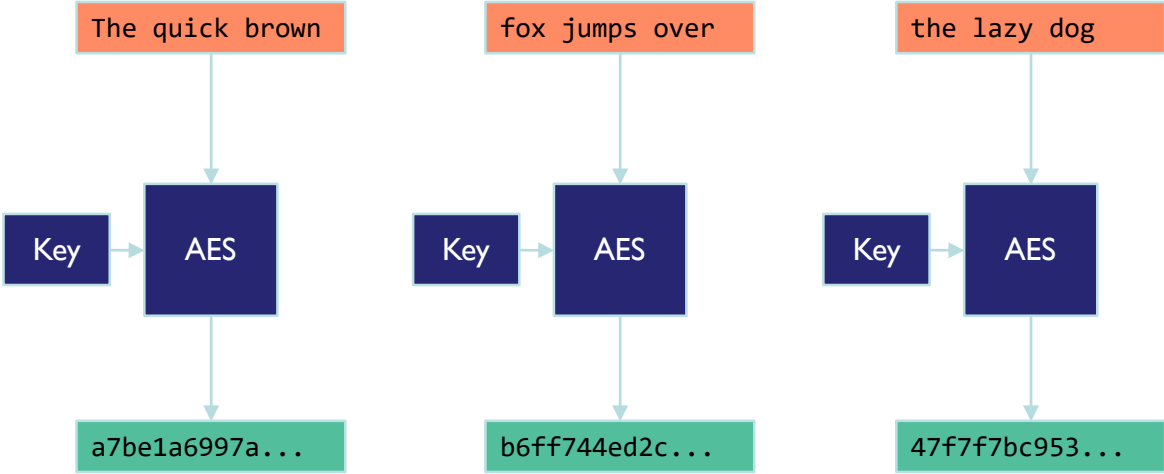 The quick brown
fox jumps over
the lazy dog
Key
AES
Key
AES
Key
AES
a7be1a6997a...
b6ff744ed2c...
47f7f7bc953...